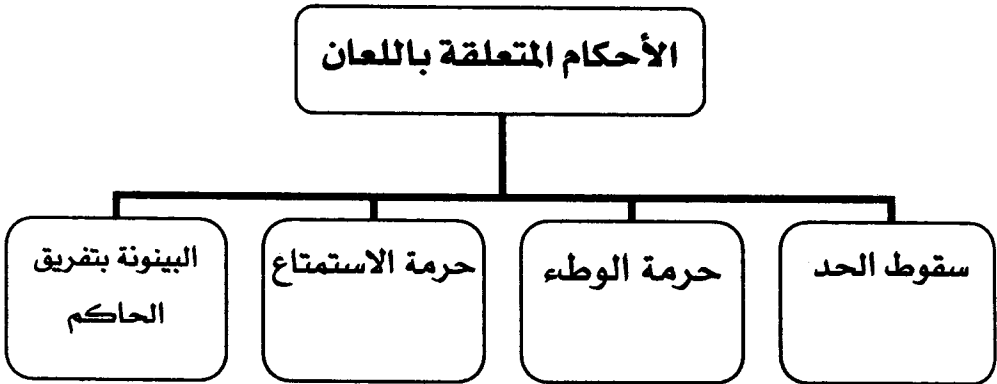 الأحكام المتعلقة باللعان
سقوط الحد
حرمة الوطء
حرمة الاستمتاع
البينونة بتفريق
الحاكم